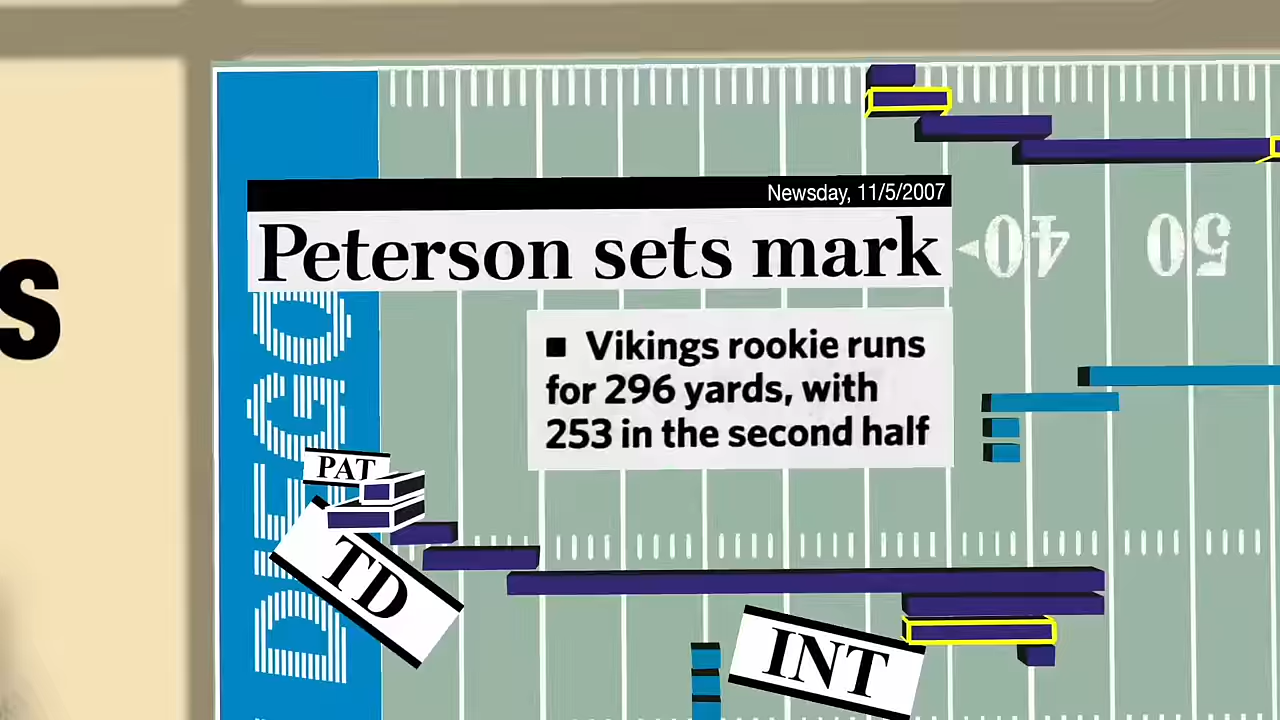 s
Newsday, 11/5/2007
Peterson sets mark
40
50
■ Vikings rookie runs
for 296 yards, with
253 in the second half
DIEGO
PAT
TD
INT